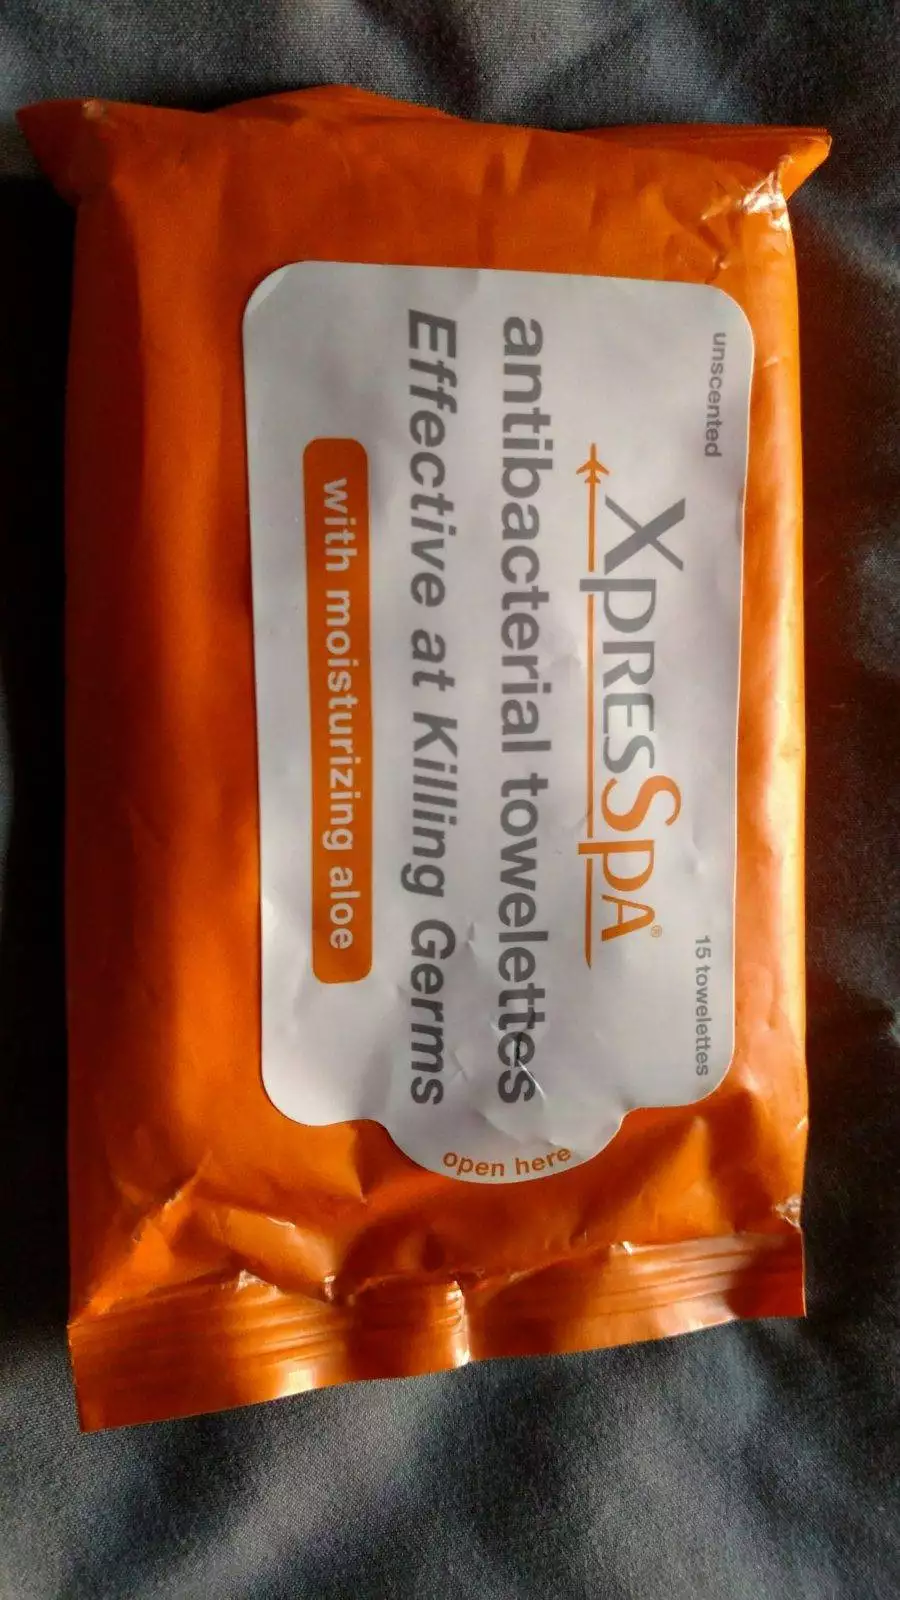 unscented
15 towelettes
XpresSpa®
antibacterial towelettes
Effective at Killing Germs
with moisturizing aloe
open here